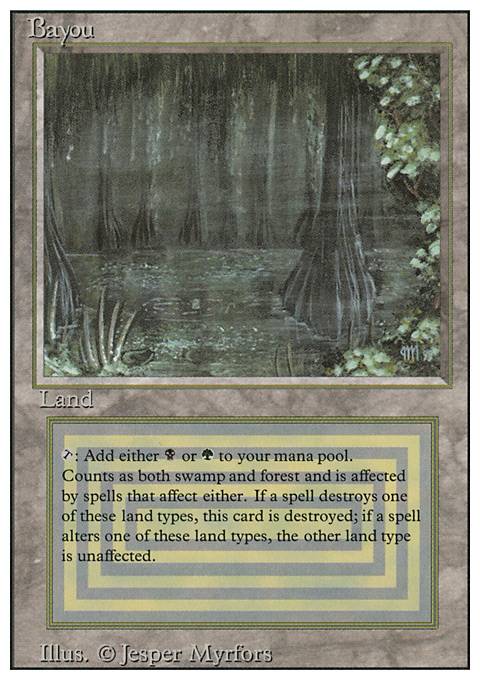 Bayou
JM
Land
: Add either or to your mana pool.
Counts as both swamp and forest and is affected
by spells that affect either. If a spell destroys one
of these land types, this card is destroyed; if a spell
alters one of these land types, the other land type
is unaffected.
Illus. © Jesper Myrfors